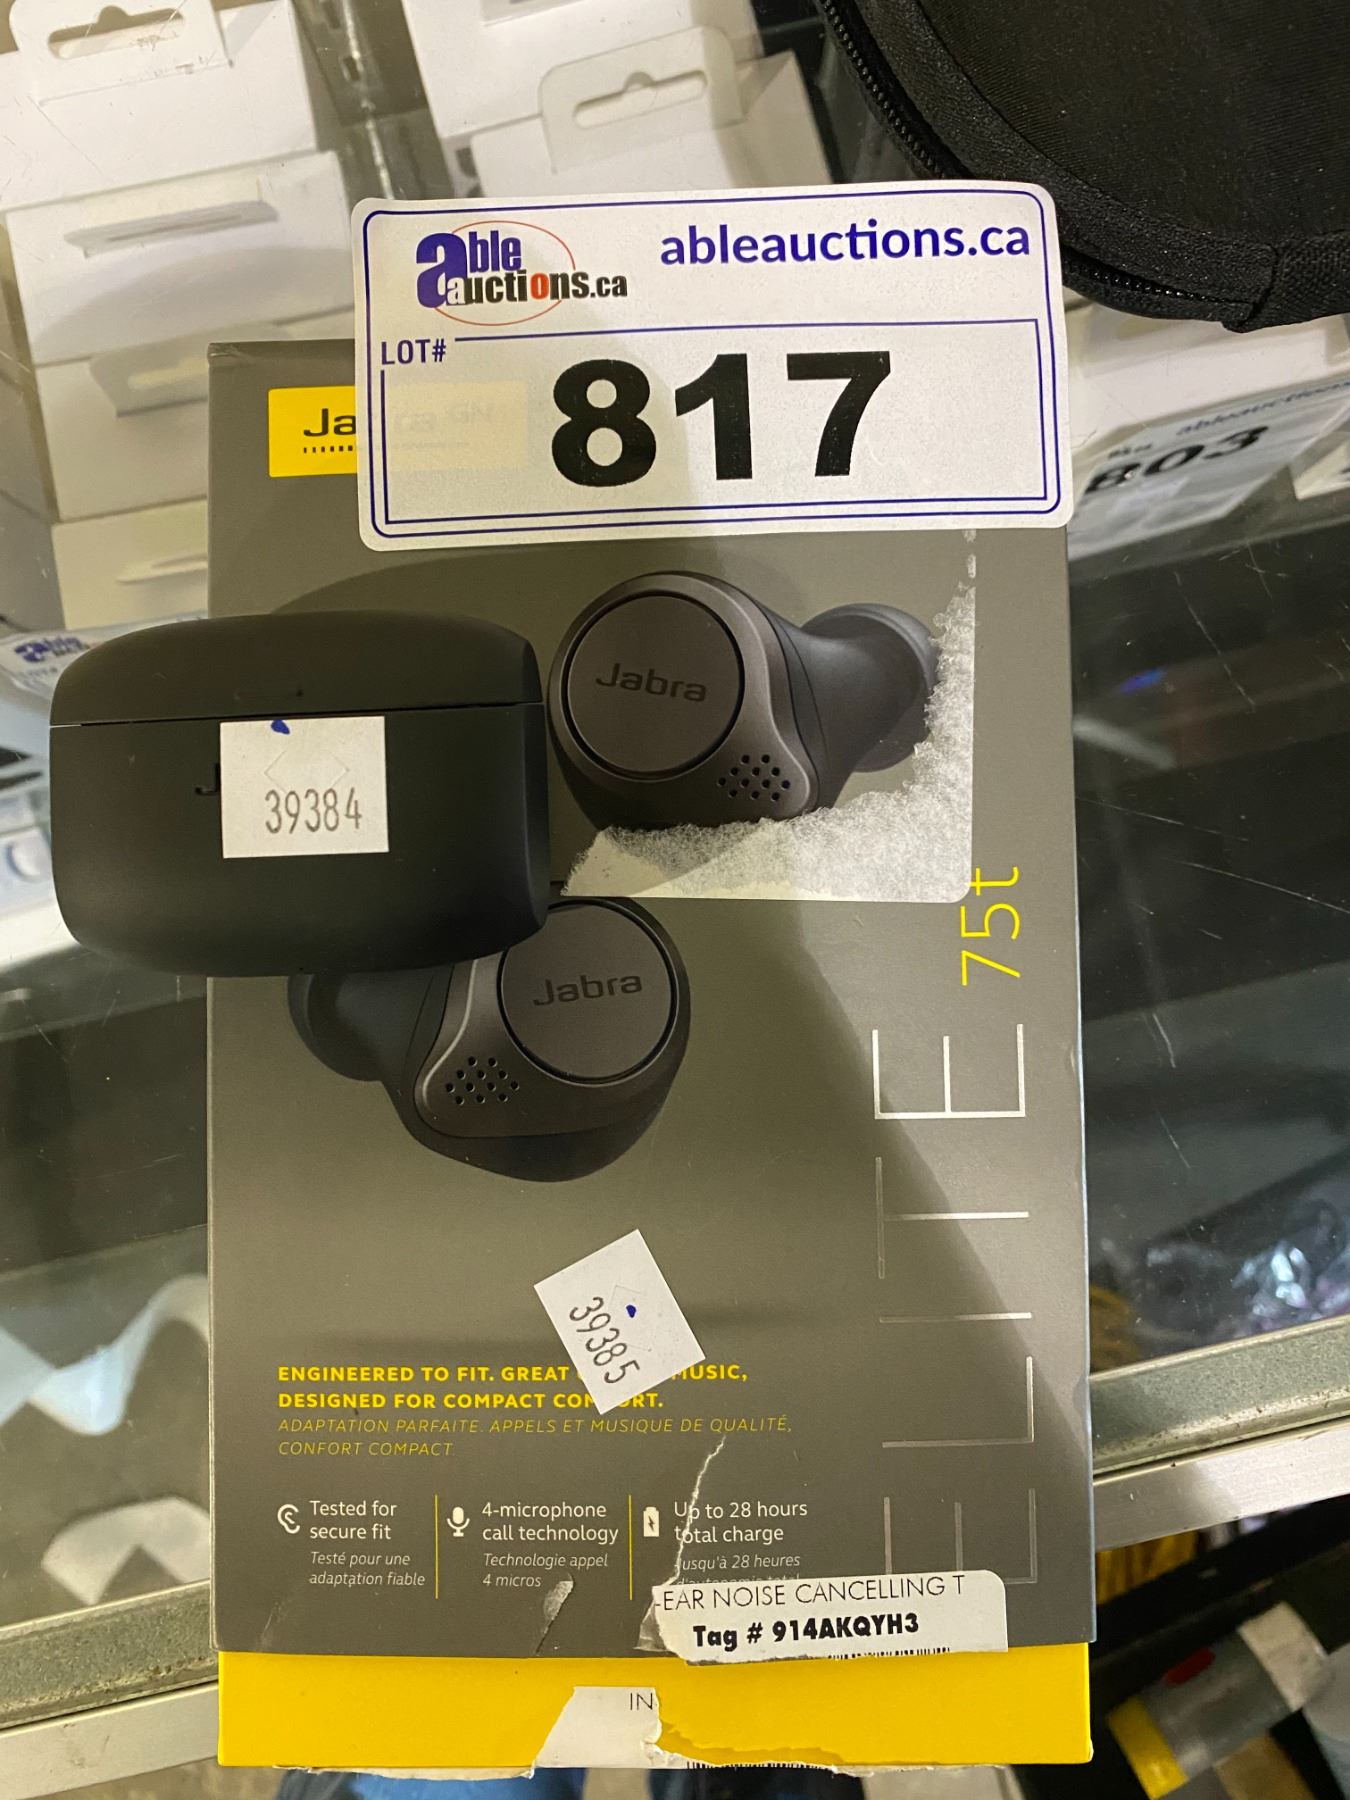 able auctions.ca
ableauctions.ca
LOT#
817
Ja
803
Jabra
J
39384
Jabra
ELITE 75t
39385
ENGINEERED TO FIT. GREAT MUSIC,
DESIGNED FOR COMPACT COMFORT.
ADAPTATION PARFAITE. APPELS ET MUSIQUE DE QUALITÉ,
CONFORT COMPACT.
Tested for
secure fit
Testé pour une
adaptation fiable
4-microphone
call technology
Technologie appel
4 micros
Up to 28 hours
total charge
Jusqu'à 28 heures
d'autonomie total
-EAR NOISE CANCELLING T
Tag # 914AKQYH3
IN